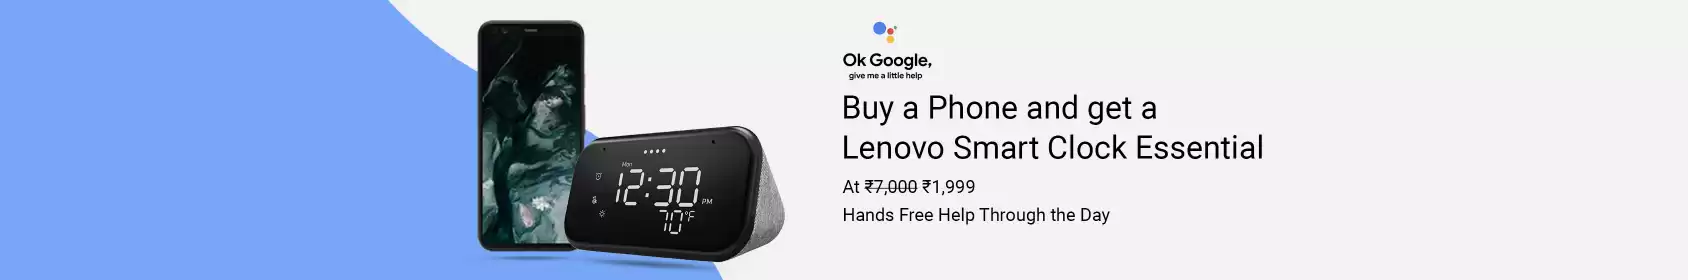 Ok Google,
give me a little help
Buy a Phone and get a
Lenovo Smart Clock Essential
At ₹7,000 ₹1,999
Hands Free Help Through the Day
Mon
12:30 PM
70°F